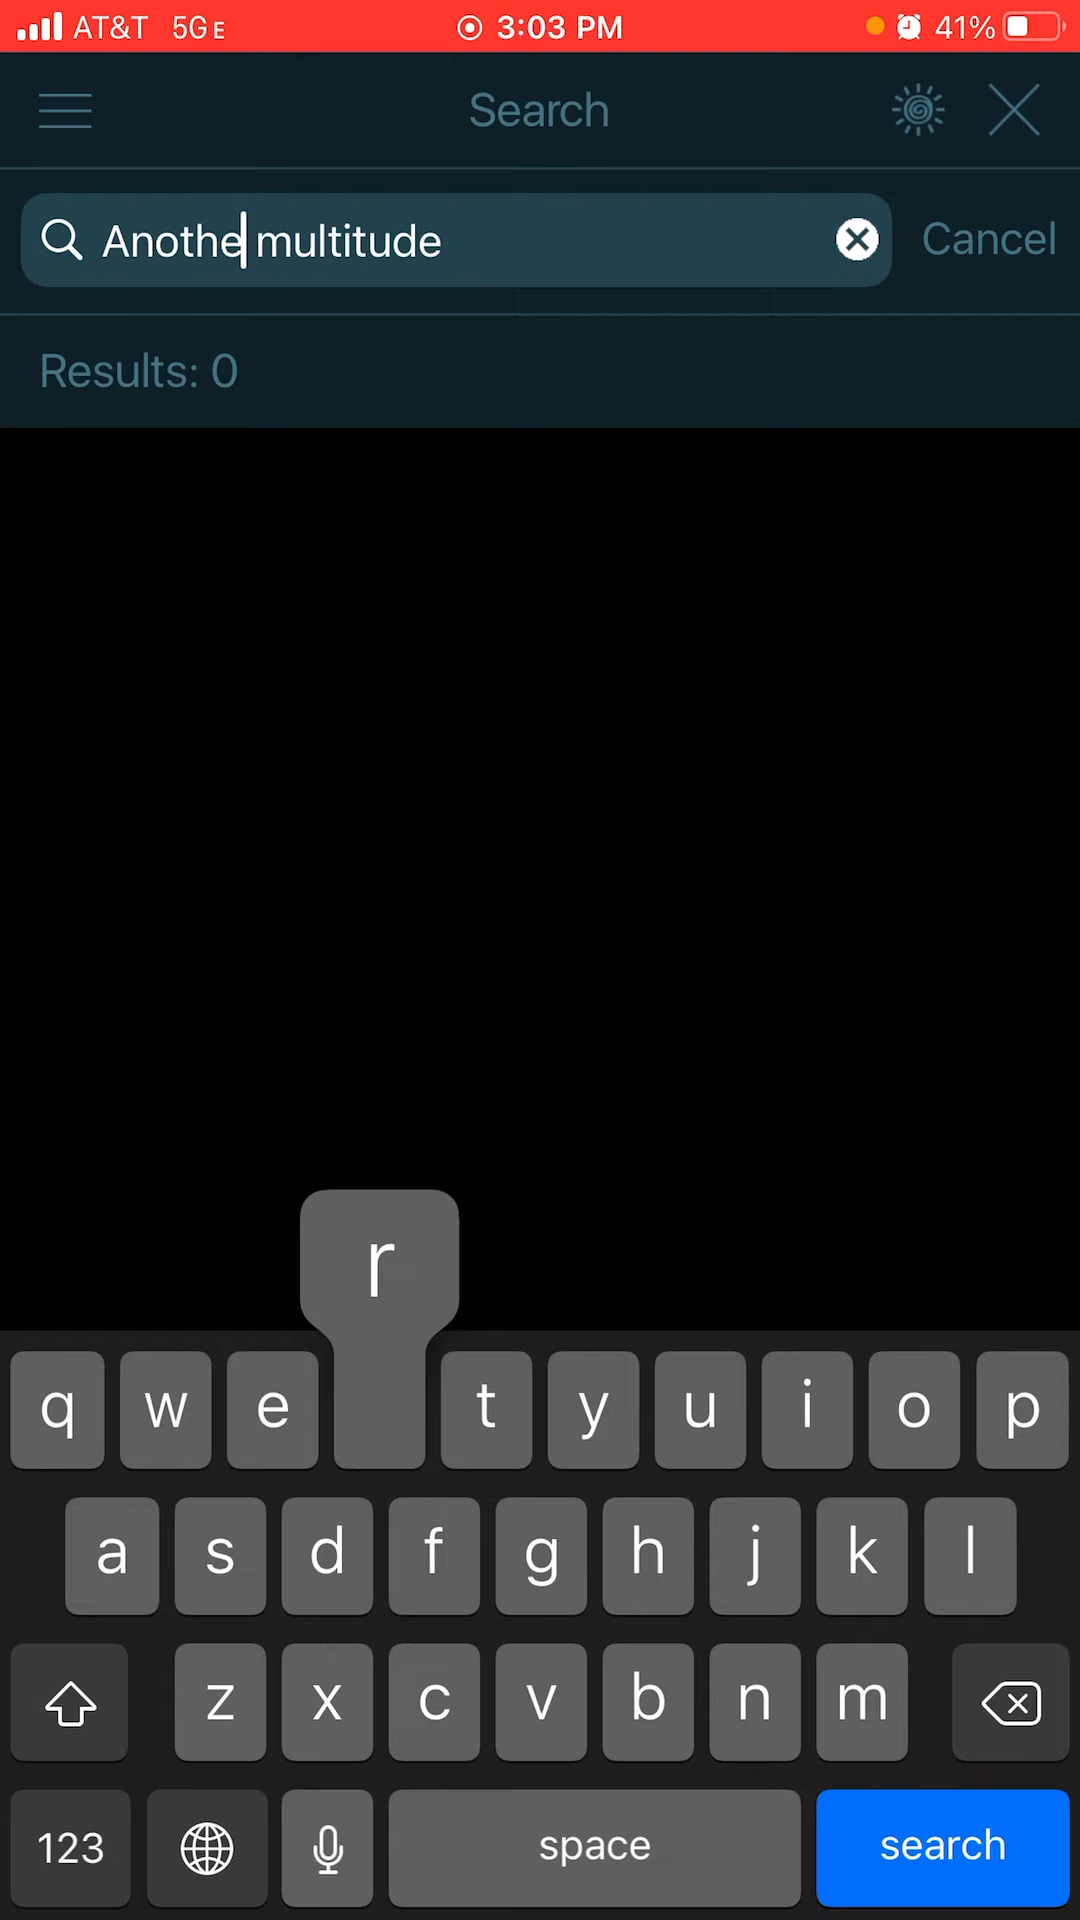 AT&T 5GE 3:03 PM 41%
Search
Anothe multitude Cancel
Results: 0
r
q w e t y u i o p
a s d f g h j k l
z x c v b n m
123 space search